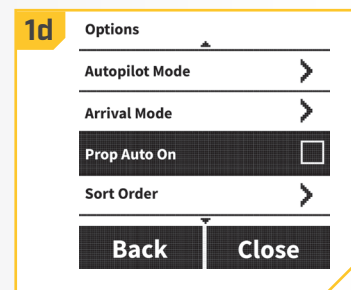 1d
Options
Autopilot Mode
Arrival Mode
Prop Auto On
Sort Order
Back Close